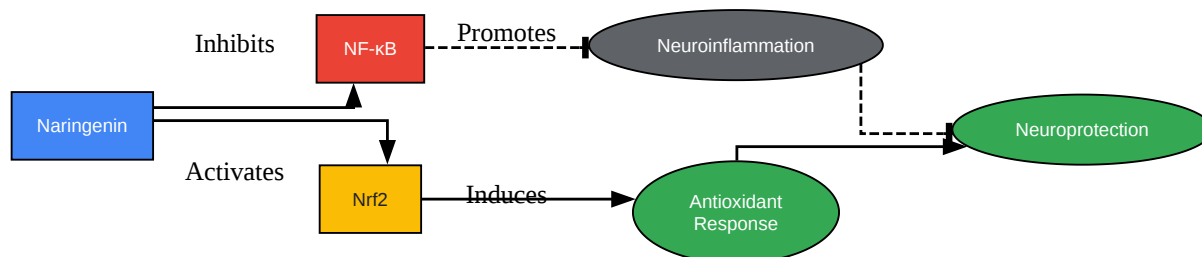 Inhibits
NF-κB
Promotes
Neuroinflammation
Naringenin
Neuroprotection
Activates
Nrf2
Induces
Antioxidant
Response